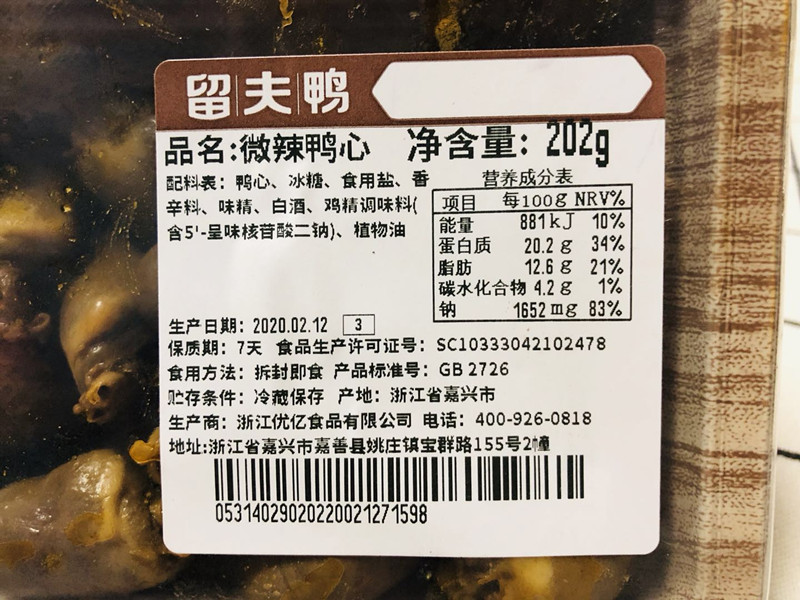 留夫鸭
品名:微辣鸭心 净含量: 202g
配料表: 鸭心、冰糖、食用盐、香
辛料、味精、白酒、鸡精调味料(
含5'-呈味核苷酸二钠)、植物油
营养成分表
项目 每100g NRV%
能量 881kJ 10%
蛋白质 20.2 g 34%
脂肪 12.6 g 21%
碳水化合物 4.2 g 1%
钠 1652 mg 83%
生产日期: 2020.02.12 3
保质期: 7天 食品生产许可证号: SC10333042102478
食用方法: 拆封即食 产品标准号: GB 2726
贮存条件: 冷藏保存 产地: 浙江省嘉兴市
生产商: 浙江优亿食品有限公司 电话: 400-926-0818
地址:浙江省嘉兴市嘉善县姚庄镇宝群路155号2幢
05314029020220021271598